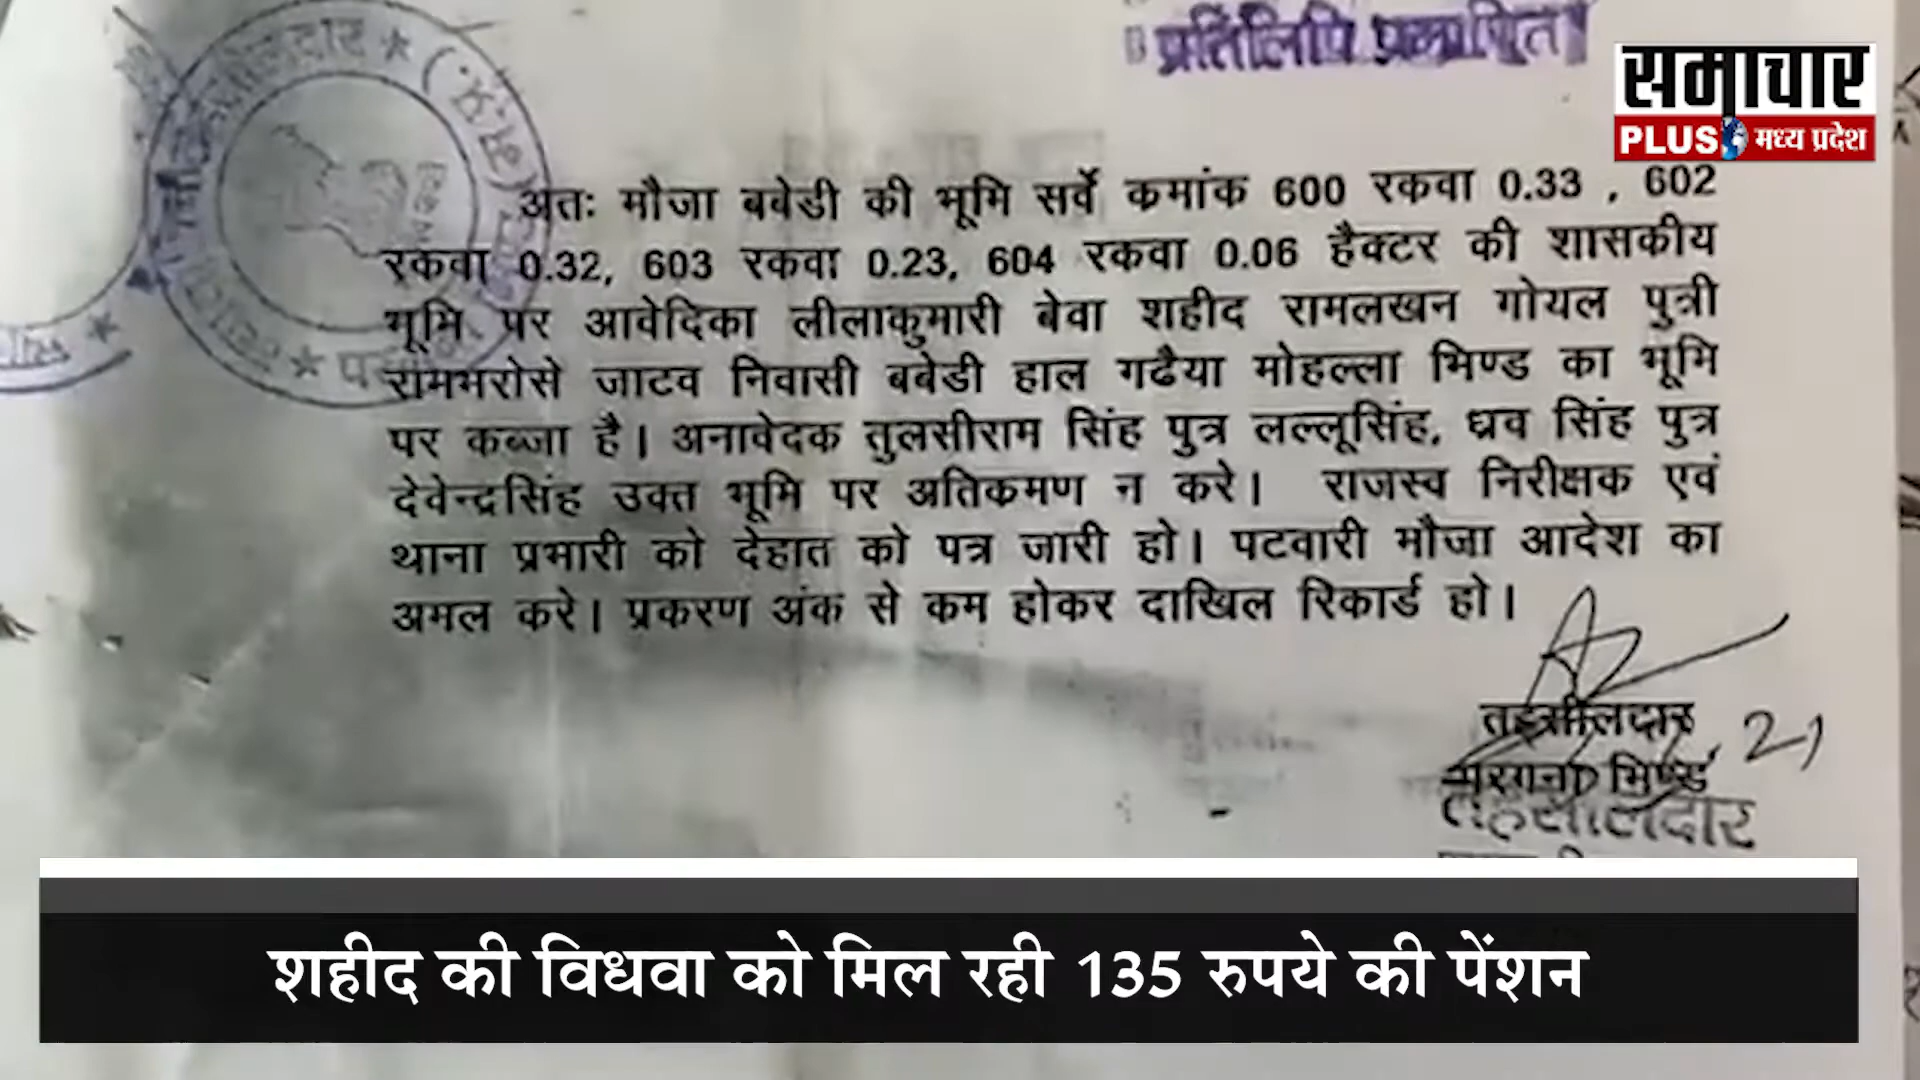 प्रतिलिपि प्रमाणित
समाचार
PLUS मध्य प्रदेश
अतः मौजा बबेडी की भूमि सर्वे कमांक 600 रकवा 0.33 , 602
रकवा 0.32, 603 रकवा 0.23, 604 रकवा 0.06 हैक्टर की शासकीय
भूमि पर आवेदिका लीलाकुमारी बेवा शहीद रामलखन गोयल पुत्री
रामभरोसे जाटव निवासी बबेडी हाल गढैया मोहल्ला भिण्ड का भूमि
पर कब्जा है। अनावेदक तुलसीराम सिंह पुत्र लल्लूसिंह, ध्रव सिंह पुत्र
देवेन्द्रसिंह उक्त भूमि पर अतिकमण न करे। राजस्व निरीक्षक एवं
थाना प्रभारी को देहात को पत्र जारी हो। पटवारी मौजा आदेश का
अमल करे। प्रकरण अंक से कम होकर दाखिल रिकार्ड हो।
तहसीलदार
21
परगना भिण्ड
तहसीलदार
शहीद की विधवा को मिल रही 135 रुपये की पेंशन